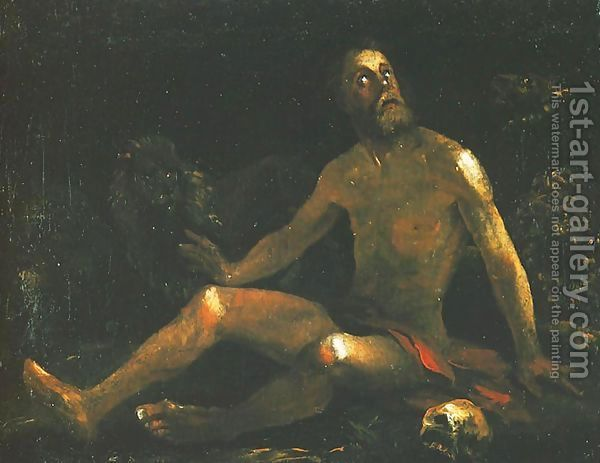 1st-art-gallery.com
This watermark does not appear on the painting